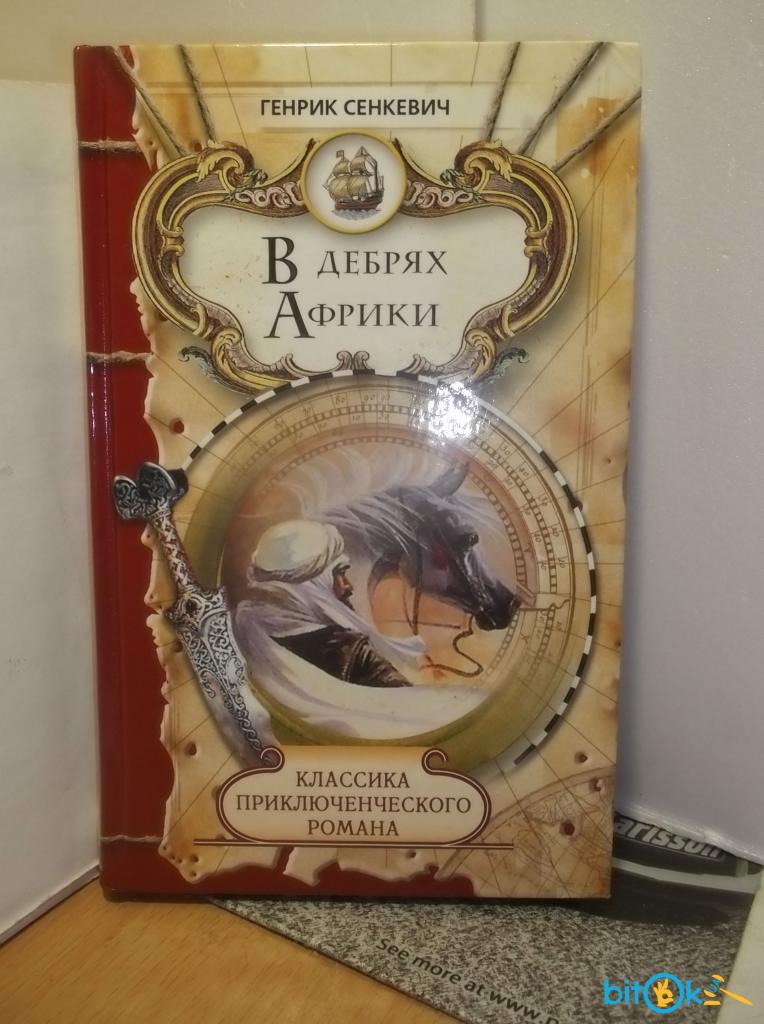 ГЕНРИК СЕНКЕВИЧ
В ДЕБРЯХ
АФРИКИ
КЛАССИКА
ПРИКЛЮЧЕНЧЕСКОГО
РОМАНА
See more at www.
bitok